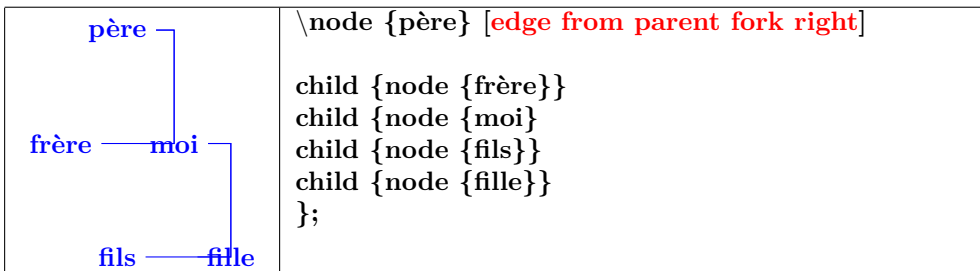 père
frère moi
fils fille
\node {père} [edge from parent fork right]
child {node {frère}}
child {node {moi}
child {node {fils}}
child {node {fille}}
};